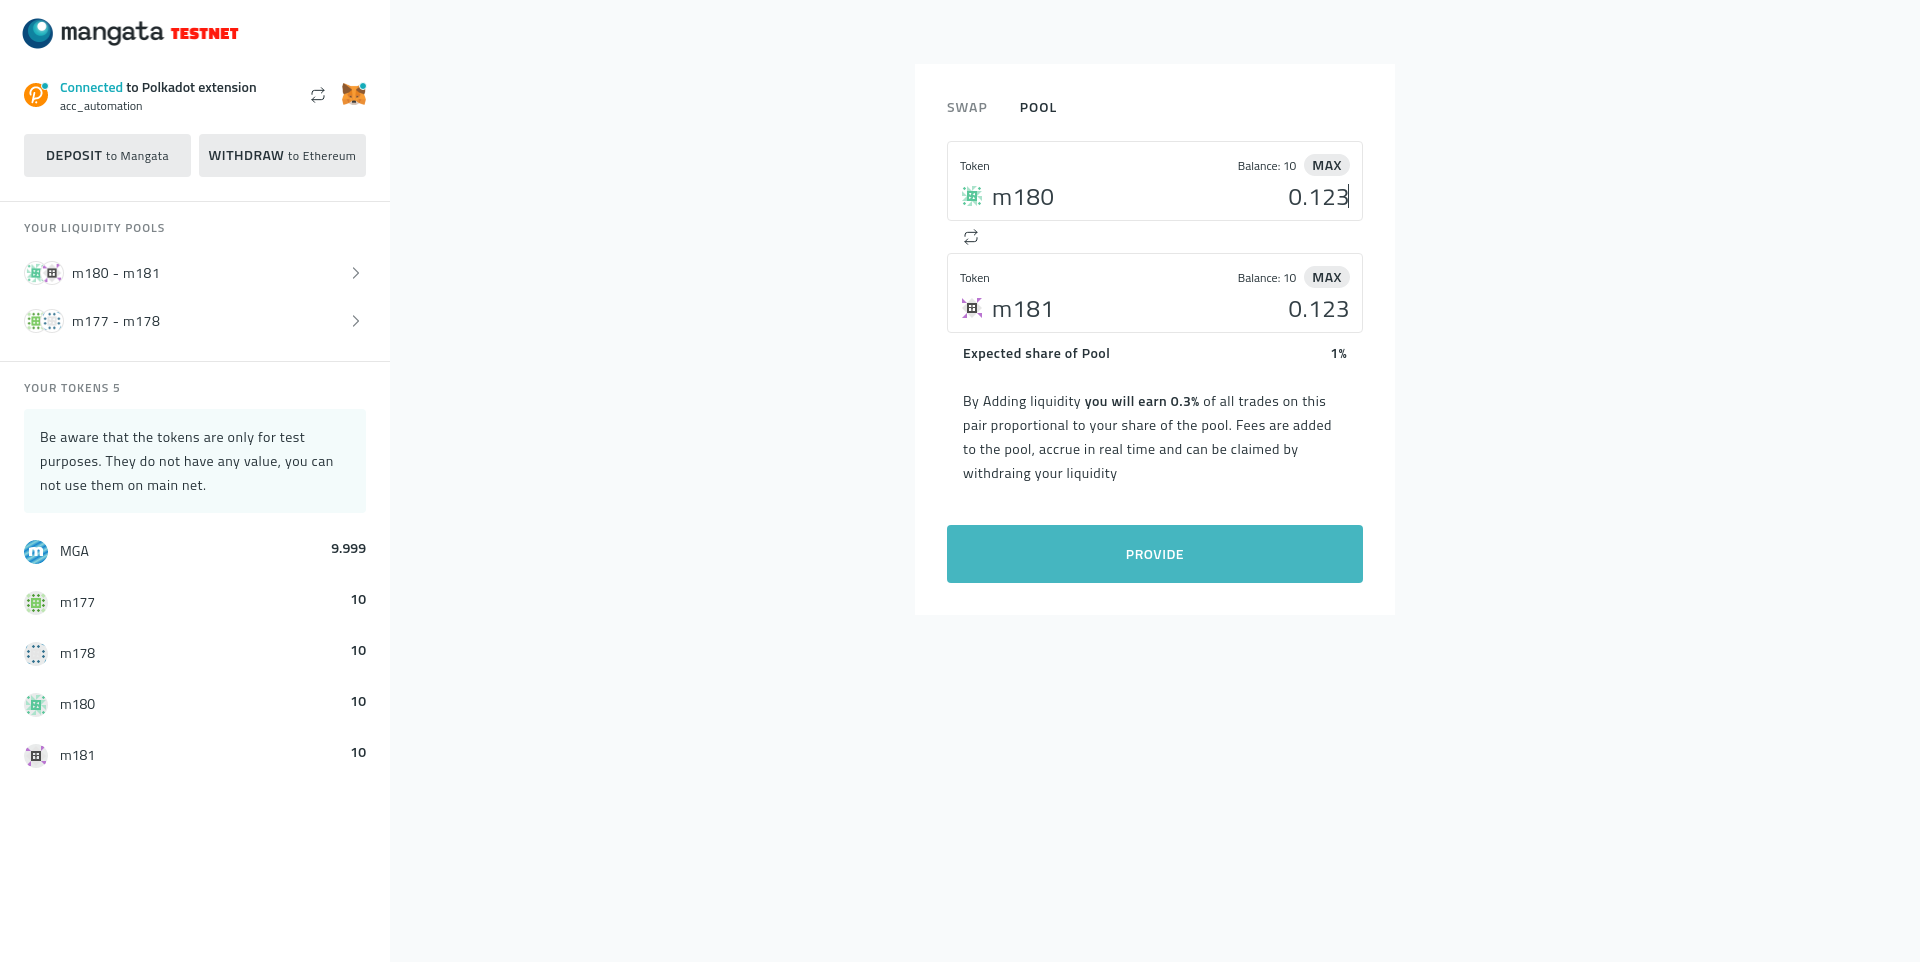 mangata TESTNET
Connected to Polkadot extension
acc_automation
DEPOSIT to Mangata
WITHDRAW to Ethereum
YOUR LIQUIDITY POOLS
m180 - m181
m177 - m178
YOUR TOKENS 5
Be aware that the tokens are only for test
purposes. They do not have any value, you can
not use them on main net.
MGA 9.999
m177 10
m178 10
m180 10
m181 10
SWAP POOL
Token Balance: 10 MAX
m180 0.123
Token Balance: 10 MAX
m181 0.123
Expected share of Pool 1%
By Adding liquidity you will earn 0.3% of all trades on this
pair proportional to your share of the pool. Fees are added
to the pool, accrue in real time and can be claimed by
withdraing your liquidity
PROVIDE